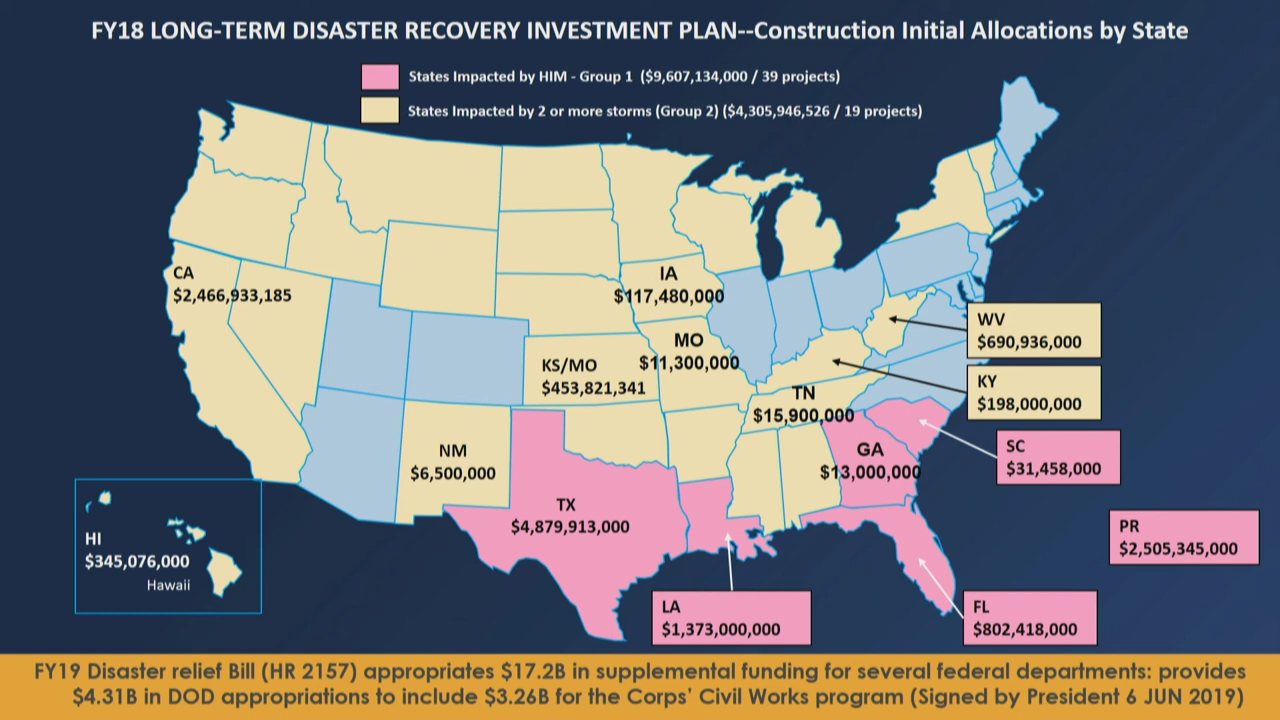 FY18 LONG-TERM DISASTER RECOVERY INVESTMENT PLAN--Construction Initial Allocations by State
States Impacted by HIM - Group 1 ($9,607,134,000 / 39 projects)
States Impacted by 2 or more storms (Group 2) ($4,305,946,526 / 19 projects)
CA
$2,466,933,185
IA
$117,480,000
MO
$11,300,000
KS/MO
$453,821,341
WV
$690,936,000
KY
$198,000,000
TN
$15,900,000
NM
$6,500,000
GA
$13,000,000
SC
$31,458,000
TX
$4,879,913,000
PR
$2,505,345,000
HI
$345,076,000
Hawaii
LA
$1,373,000,000
FL
$802,418,000
FY19 Disaster relief Bill (HR 2157) appropriates $17.2B in supplemental funding for several federal departments: provides
$4.31B in DOD appropriations to include $3.26B for the Corps' Civil Works program (Signed by President 6 JUN 2019)